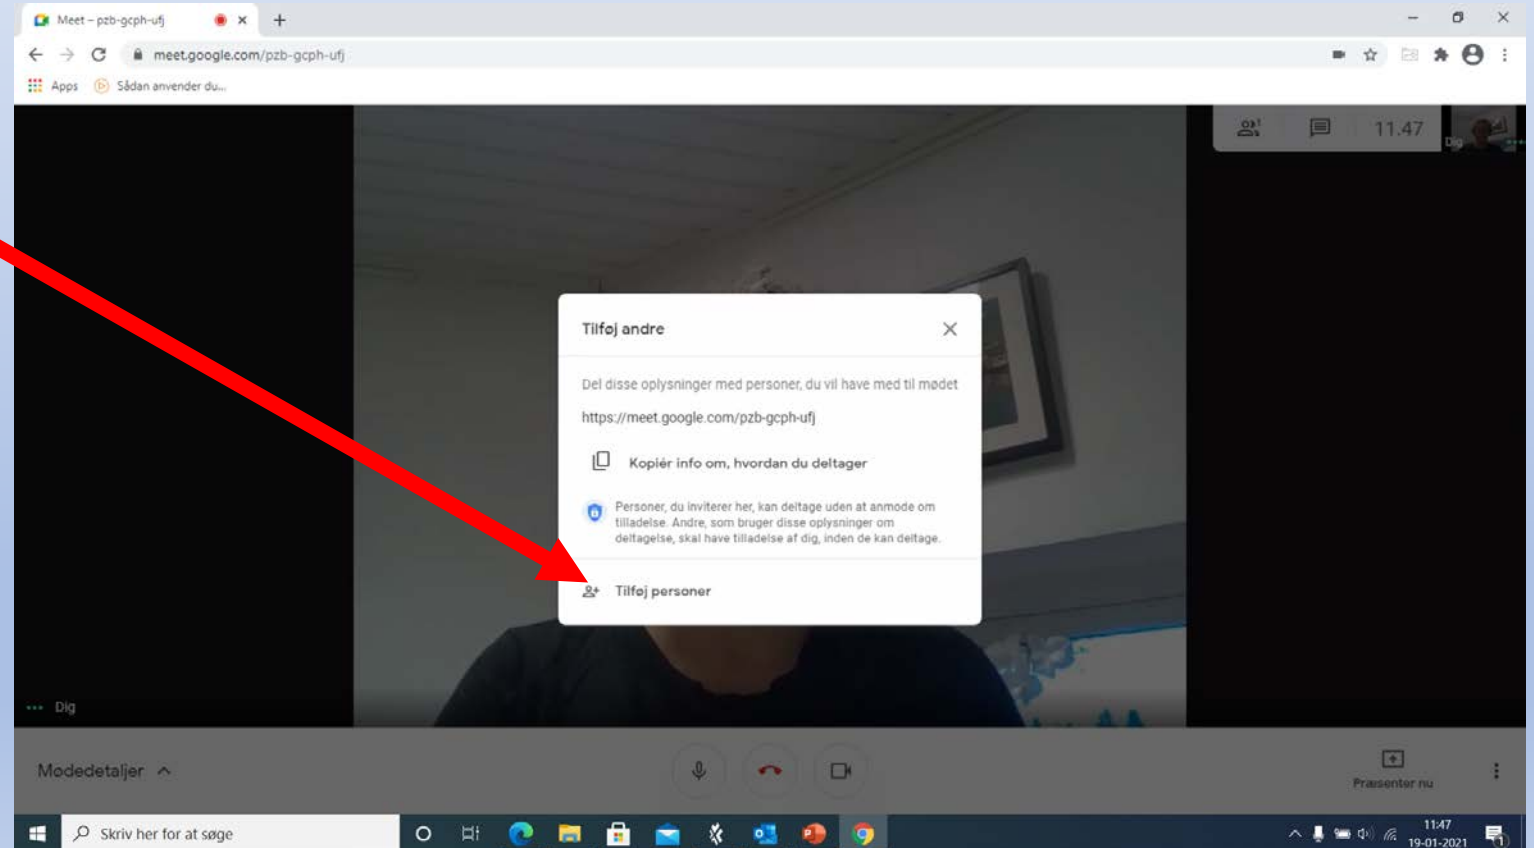 Meet – pzb-gcph-ufj
meet.google.com/pzb-gcph-ufj
Apps Sådan anvender du...
1
11.47
Dig
Tilføj andre
Del disse oplysninger med personer, du vil have med til mødet
https://meet.google.com/pzb-gcph-ufj
Kopiér info om, hvordan du deltager
Personer, du inviterer her, kan deltage uden at anmode om
tilladelse. Andre, som bruger disse oplysninger om
deltagelse, skal have tilladelse af dig, inden de kan deltage.
Tilføj personer
Dig
Mødedetaljer
Præsenter nu
Skriv her for at søge
11:47
19-01-2021
1